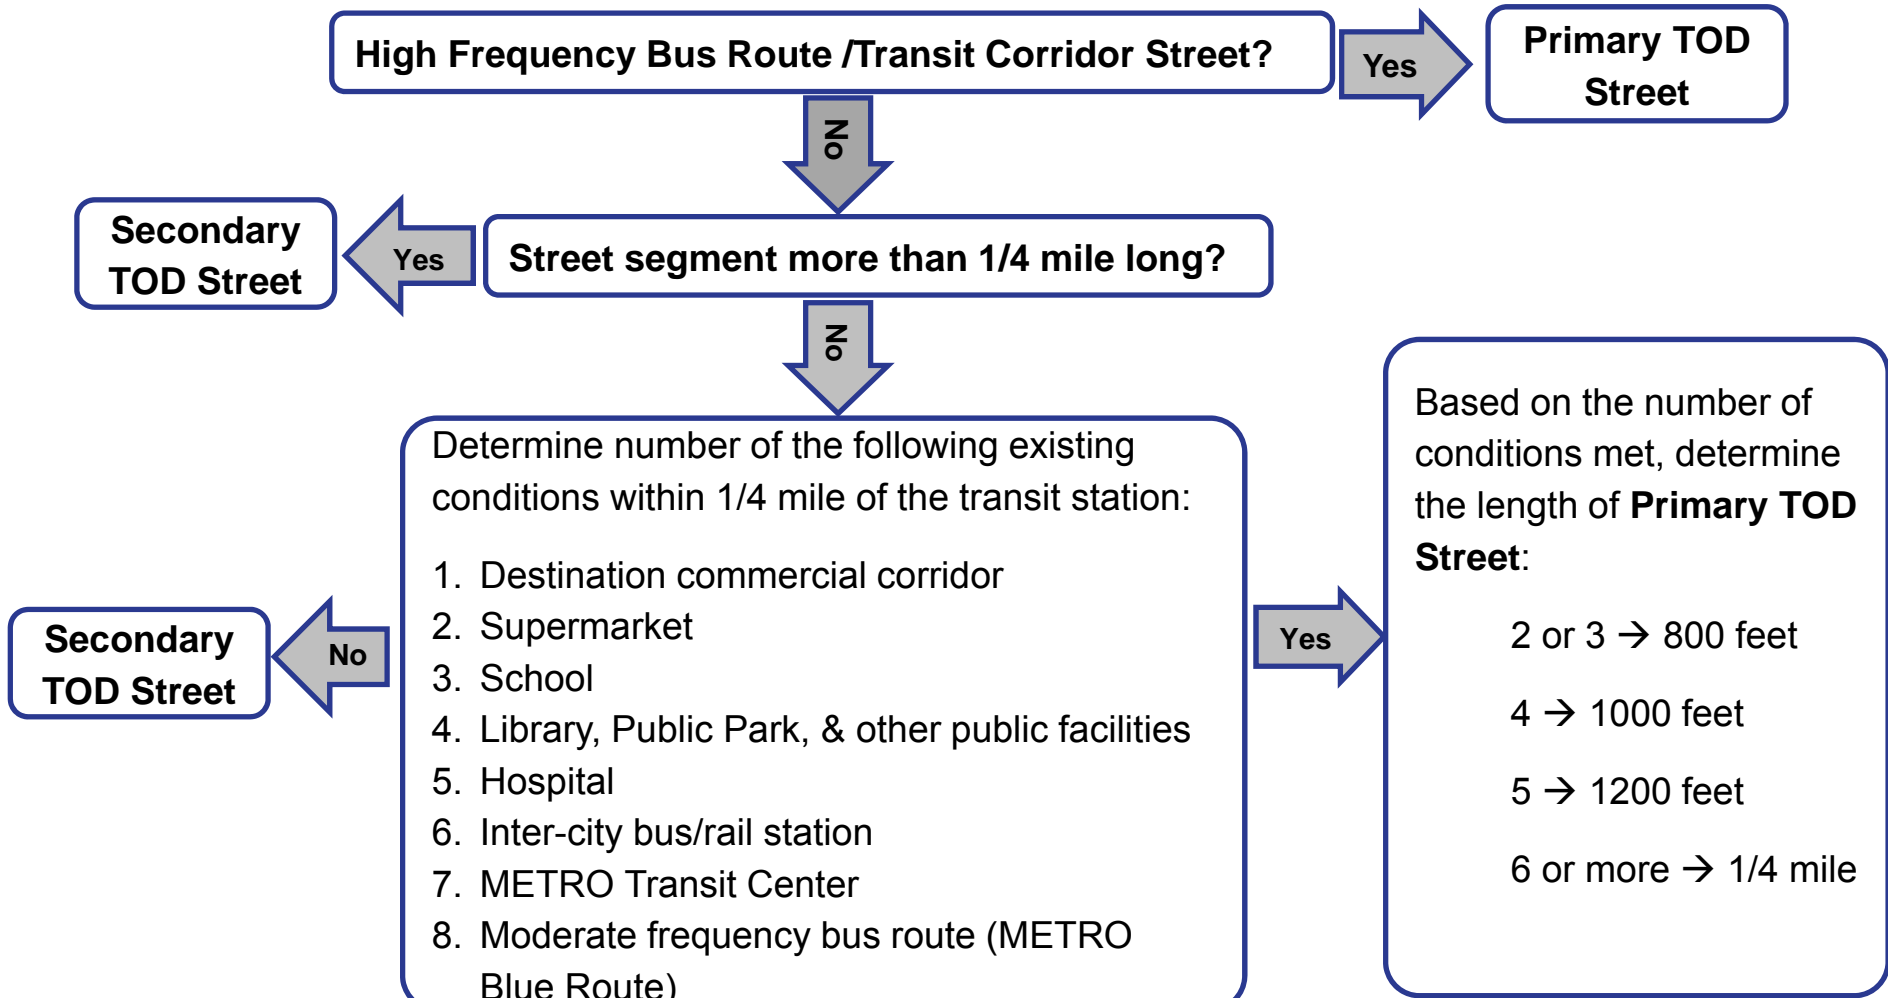 High Frequency Bus Route /Transit Corridor Street?
Yes
Primary TOD
Street
No
Secondary
TOD Street
Yes
Street segment more than 1/4 mile long?
No
Determine number of the following existing
conditions within 1/4 mile of the transit station:
1. Destination commercial corridor
2. Supermarket
3. School
4. Library, Public Park, & other public facilities
5. Hospital
6. Inter-city bus/rail station
7. METRO Transit Center
8. Moderate frequency bus route (METRO
Blue Route)
Secondary
TOD Street
No
Yes
Based on the number of
conditions met, determine
the length of Primary TOD
Street:
2 or 3 → 800 feet
4 → 1000 feet
5 → 1200 feet
6 or more → 1/4 mile